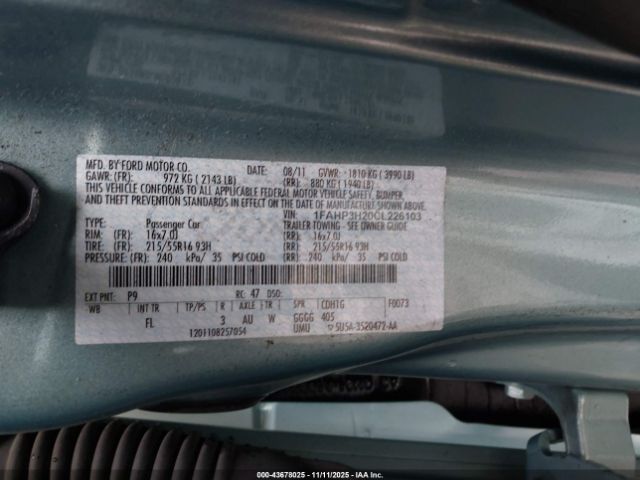 MFD. BY FORD MOTOR CO.
DATE: 08/11 GVWR: 1810 KG ( 3990 LB)
GAWR: (FR): 972 KG ( 2143 LB) (RR): 880 KG ( 1940 LB)
THIS VEHICLE CONFORMS TO ALL APPLICABLE FEDERAL MOTOR VEHICLE SAFETY, BUMPER,
AND THEFT PREVENTION STANDARDS IN EFFECT ON THE DATE OF MANUFACTURE SHOWN ABOVE.
VIN: 1FAHP3H20CL226103
TYPE: Passenger Car TRAILER TOWING - SEE OWNER GUIDE
RIM: (FR) 16x7.0J (RR): 16x7.0J
TIRE: (FR) 215/55R16 93H (RR): 215/55R16 93H
PRESSURE: (FR) 240 kPa/ 35 PSI COLD (RR): 240 kPa/ 35 PSI COLD
EXT PNT: P9 RC: 47 DSO: F0073
WB INT TR TP/PS R AXLE TR SPR CDHTG
FL 3 AU W GGGG 405
1201108257054 UMU 5U5A-3520472-AA
000-43678025 - 11/11/2025 - IAAI.COM